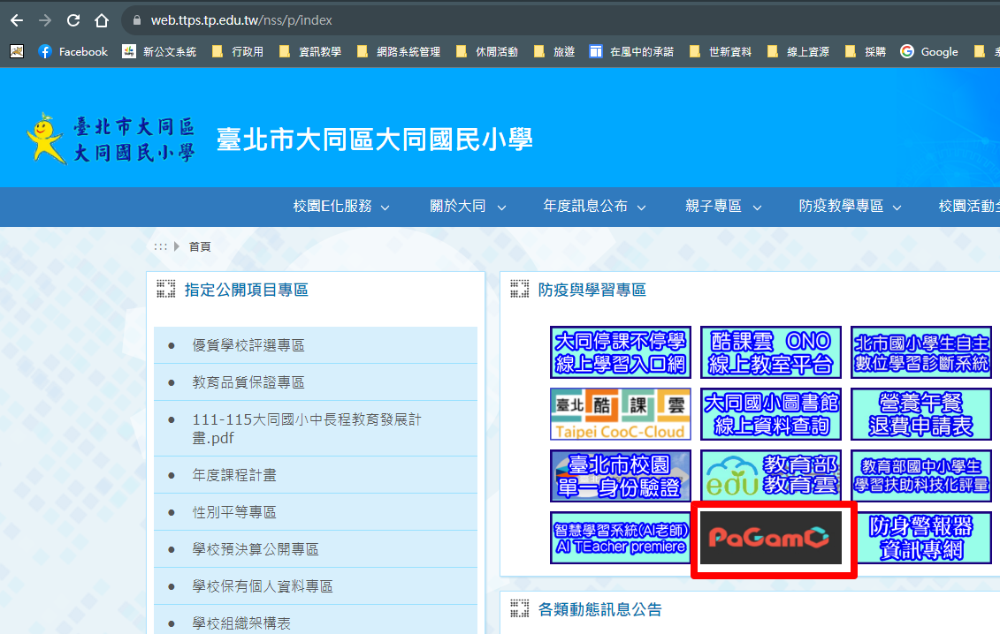 web.ttps.tp.edu.tw/nss/p/index
Facebook
新公文系統
行政用
資訊教學
網路系統管理
休閒活動
旅遊
在風中的承諾
世新資料
線上資源
採購
Google
臺北市大同區
大同國民小學
臺北市大同區大同國民小學
校園E化服務
關於大同
年度訊息公布
親子專區
防疫教學專區
校園活動
首頁
指定公開項目專區
優質學校評選專區
教育品質保證專區
111-115大同國小中長程教育發展計
畫.pdf
年度課程計畫
性別平等專區
學校預決算公開專區
學校保有個人資料專區
學校組織架構表
防疫與學習專區
大同停課不停學
線上學習入口網
酷課雲 ONO
線上教室平台
北市國小學生自主
數位學習診斷系統
臺北酷課雲
Taipei CooC-Cloud
大同國小圖書館
線上資料查詢
營養午餐
退費申請表
臺北市校園
單一身份驗證
edu
教育部
教育雲
教育部國中小學生
學習扶助科技化評量
智慧學習系統(AI老師)
AI TEacher premiere
PaGamO
防身警報器
資訊專網
各類動態訊息公告